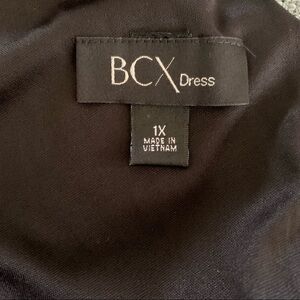 BCX Dress
1X
MADE IN
VIETNAM